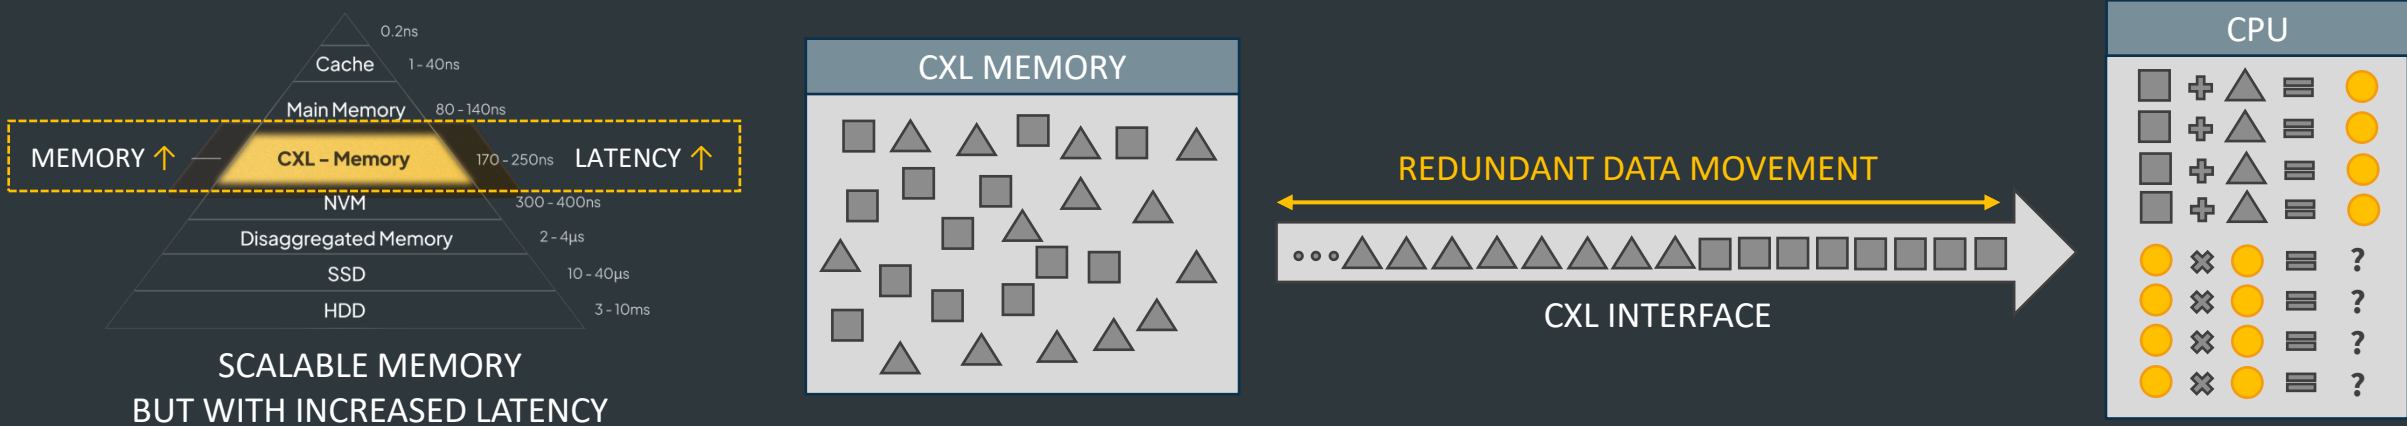 0.2ns
Cache 1-40ns
Main Memory 80-140ns
MEMORY ↑ CXL – Memory 170-250ns LATENCY ↑
NVM 300-400ns
Disaggregated Memory 2-4µs
SSD 10-40µs
HDD 3-10ms
SCALABLE MEMORY
BUT WITH INCREASED LATENCY
CXL MEMORY
REDUNDANT DATA MOVEMENT
CXL INTERFACE
CPU
?
?
?
?